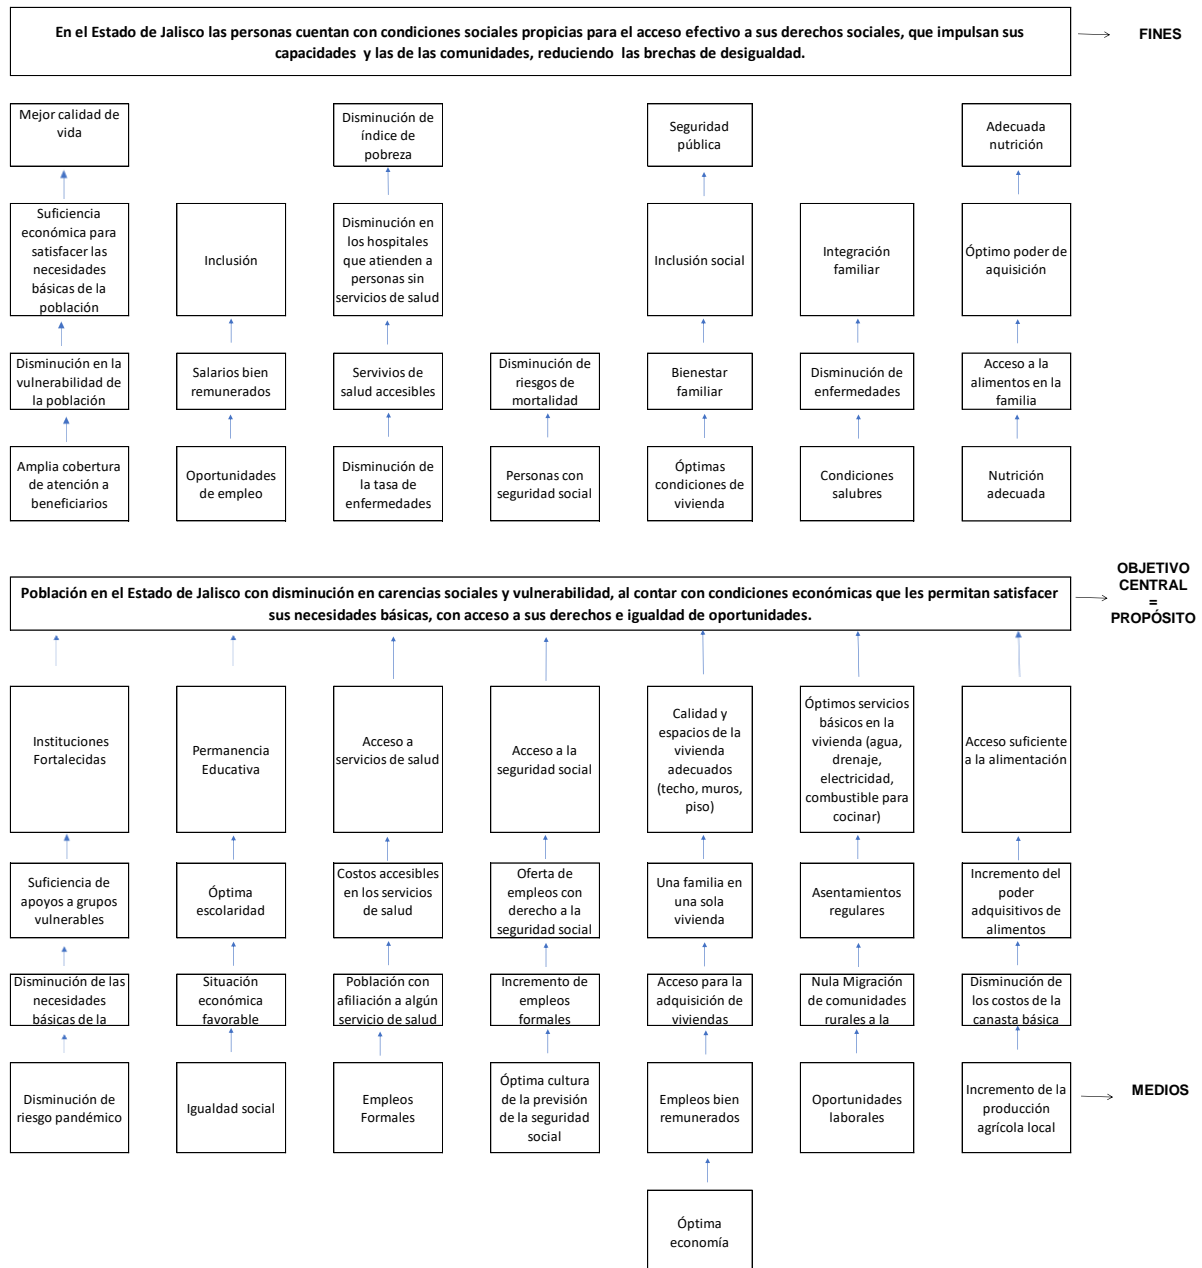 En el Estado de Jalisco las personas cuentan con condiciones sociales propicias para el acceso efectivo a sus derechos sociales, que impulsan sus
capacidades y las de las comunidades, reduciendo las brechas de desigualdad.
FINES
Mejor calidad de
vida
Disminución de
índice de
pobreza
Seguridad
pública
Adecuada
nutrición
Suficiencia
económica para
satisfacer las
necesidades
básicas de la
población
Inclusión
Disminución en
los hospitales
que atienden a
personas sin
servicios de salud
Inclusión social
Integración
familiar
Óptimo poder de
aquisición
Disminución en la
vulnerabilidad de
la población
Salarios bien
remunerados
Servivios de
salud accesibles
Disminución de
riesgos de
mortalidad
Bienestar
familiar
Disminución de
enfermedades
Acceso a la
alimentos en la
familia
Amplia cobertura
de atención a
beneficiarios
Oportunidades
de empleo
Disminución de
la tasa de
enfermedades
Personas con
seguridad social
Óptimas
condiciones de
vivienda
Condiciones
salubres
Nutrición
adecuada
Población en el Estado de Jalisco con disminución en carencias sociales y vulnerabilidad, al contar con condiciones económicas que les permitan satisfacer
sus necesidades básicas, con acceso a sus derechos e igualdad de oportunidades.
OBJETIVO
CENTRAL
=
PROPÓSITO
Instituciones
Fortalecidas
Permanencia
Educativa
Acceso a
servicios de salud
Acceso a la
seguridad social
Calidad y
espacios de la
vivienda
adecuados
(techo, muros,
piso)
Óptimos servicios
básicos en la
vivienda (agua,
drenaje,
electricidad,
combustible para
cocinar)
Acceso suficiente
a la alimentación
Suficiencia de
apoyos a grupos
vulnerables
Óptima
escolaridad
Costos accesibles
en los servicios
de salud
Oferta de
empleos con
derecho a la
seguridad social
Una familia en
una sola
vivienda
Asentamientos
regulares
Incremento del
poder
adquisitivos de
alimentos
Disminución de las
necesidades
básicas de la
Situación
económica
favorable
Población con
afiliación a algún
servicio de salud
Incremento de
empleos
formales
Acceso para la
adquisición de
viviendas
Nula Migración
de comunidades
rurales a la
Disminución de
los costos de la
canasta básica
Disminución de
riesgo pandémico
Igualdad social
Empleos
Formales
Óptima cultura
de la previsión
de la seguridad
social
Empleos bien
remunerados
Oportunidades
laborales
Incremento de la
producción
agrícola local
MEDIOS
Óptima
economía